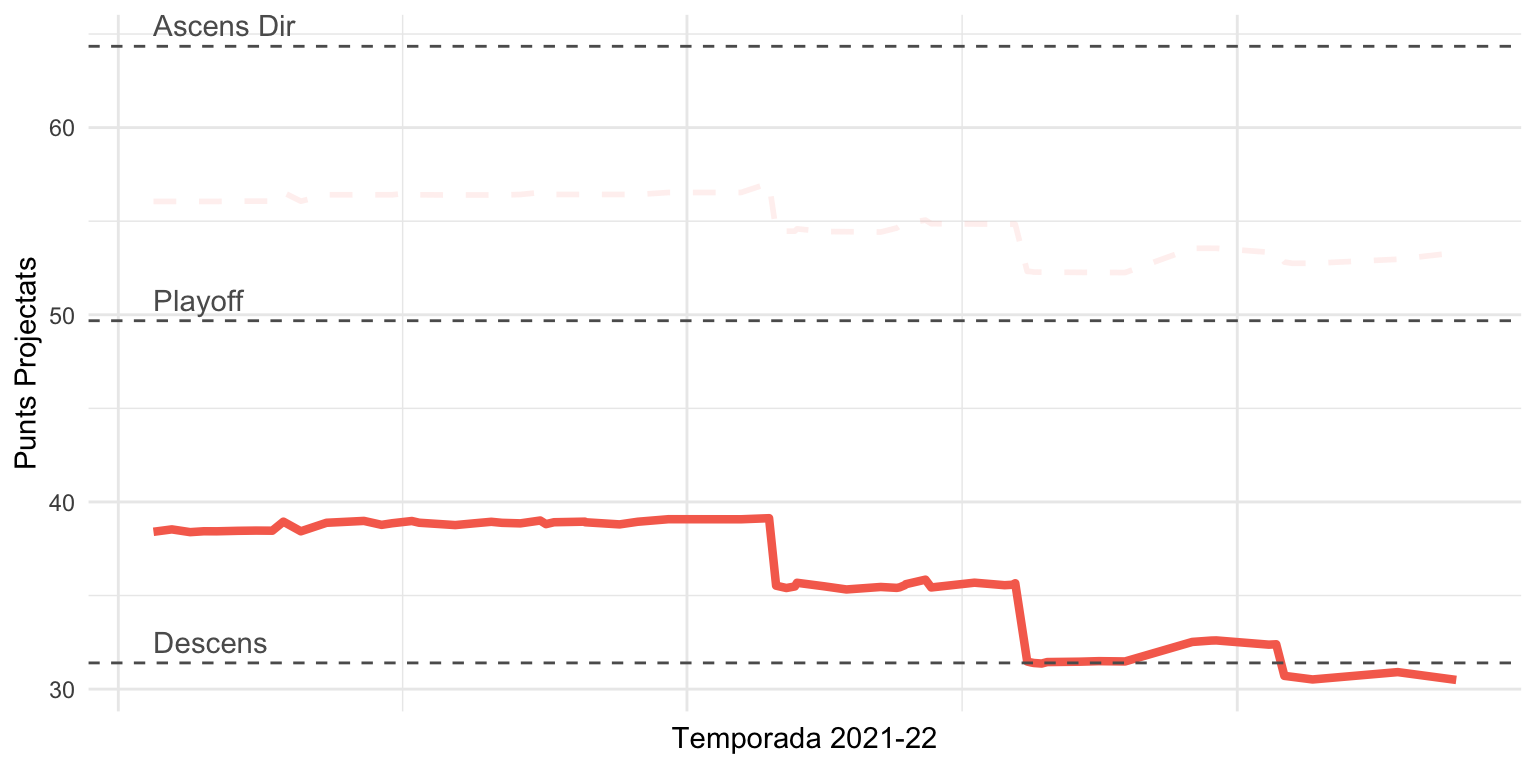 Ascens Dir
60
Playoff
50
40
Descens
30
Punts Projectats
Temporada 2021-22